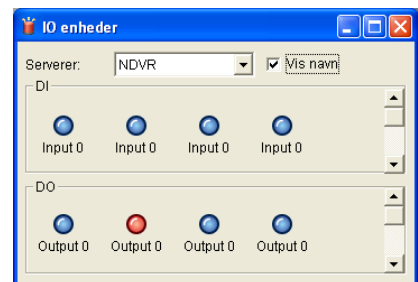 IO enheder
Serverer: NDVR Vis navn
DI
Input 0 Input 0 Input 0 Input 0
DO
Output 0 Output 0 Output 0 Output 0